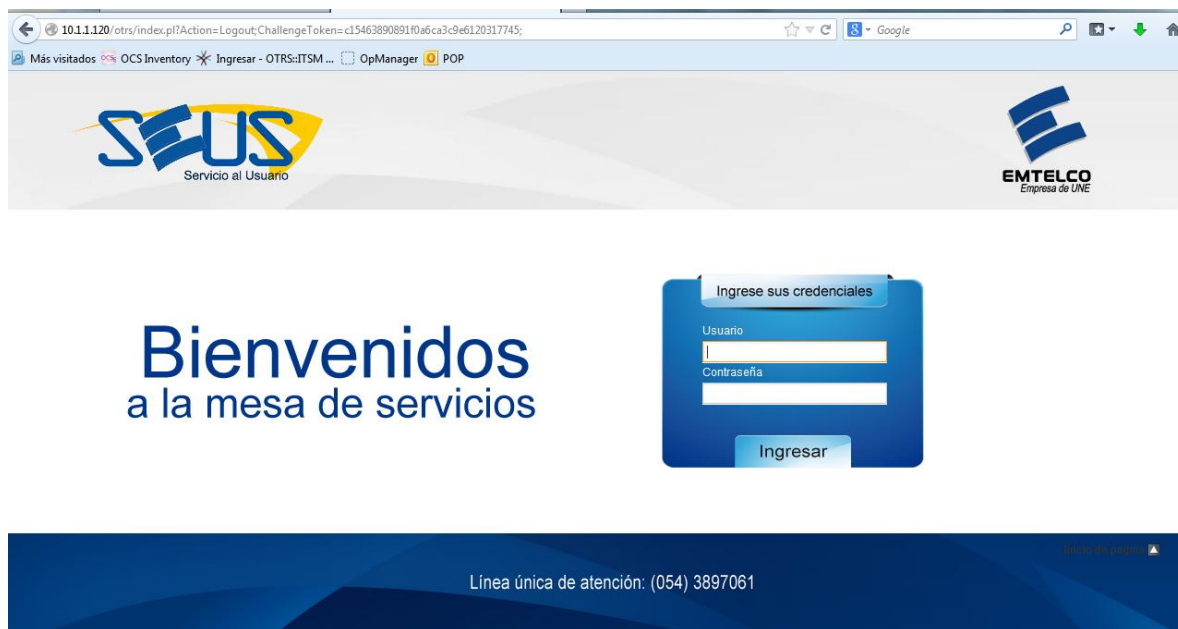 10.1.1.120/otrs/index.pl?Action=Logout;ChallengeToken=c15463890891f0a6ca3c9e6120317745;
8 Google
Más visitados OCS Inventory Ingresar - OTRS::ITSM ... OpManager POP
SEUS
Servicio al Usuario
EMTELCO
Empresa de UNE
Ingrese sus credenciales
Usuario
Contraseña
Ingresar
Bienvenidos
a la mesa de servicios
Inicio de página
Línea única de atención: (054) 3897061